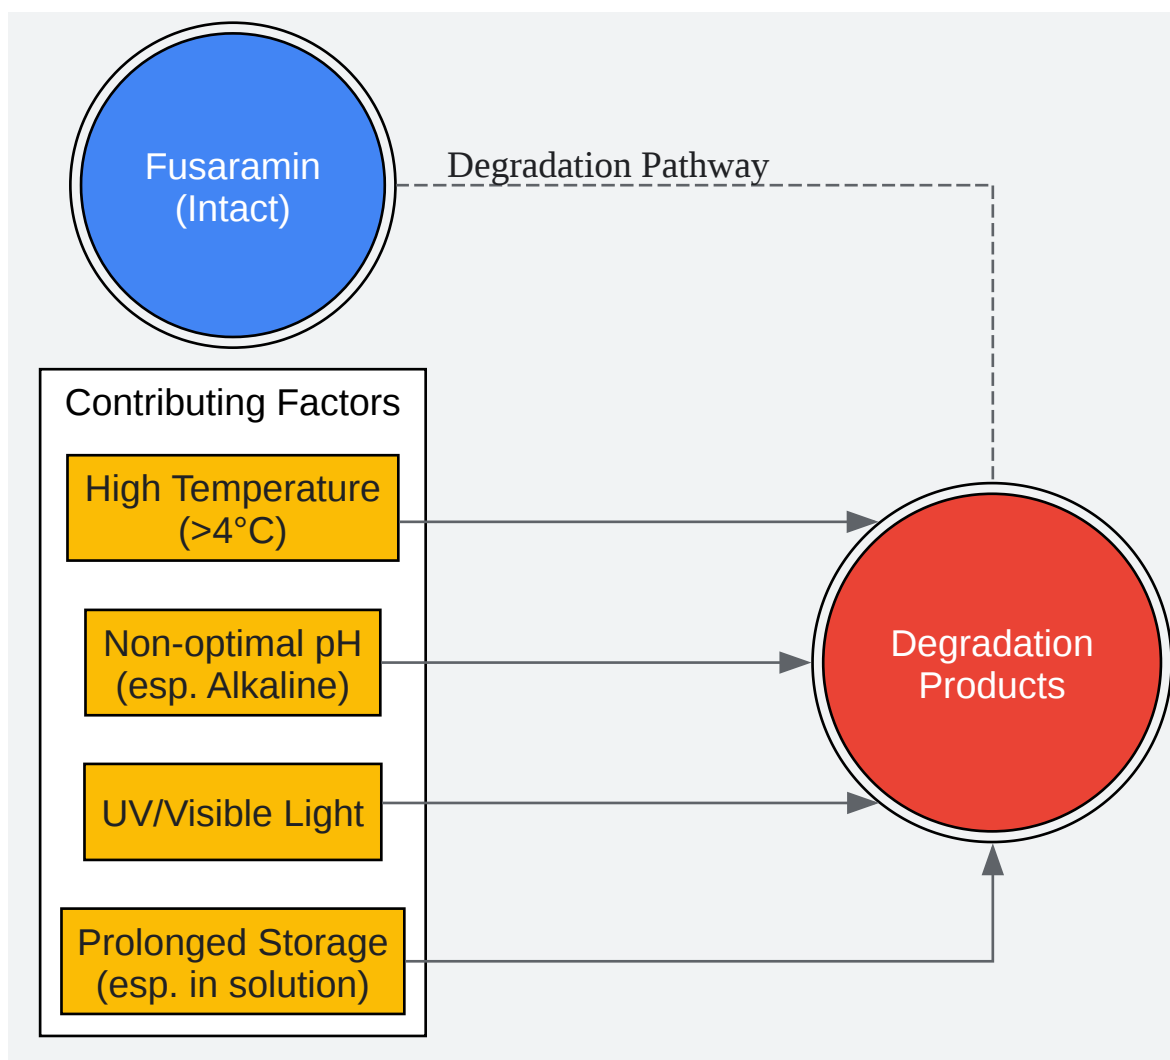 Fusaramin
(Intact)
Degradation Pathway
Contributing Factors
High Temperature
(>4°C)
Non-optimal pH
(esp. Alkaline)
UV/Visible Light
Prolonged Storage
(esp. in solution)
Degradation
Products